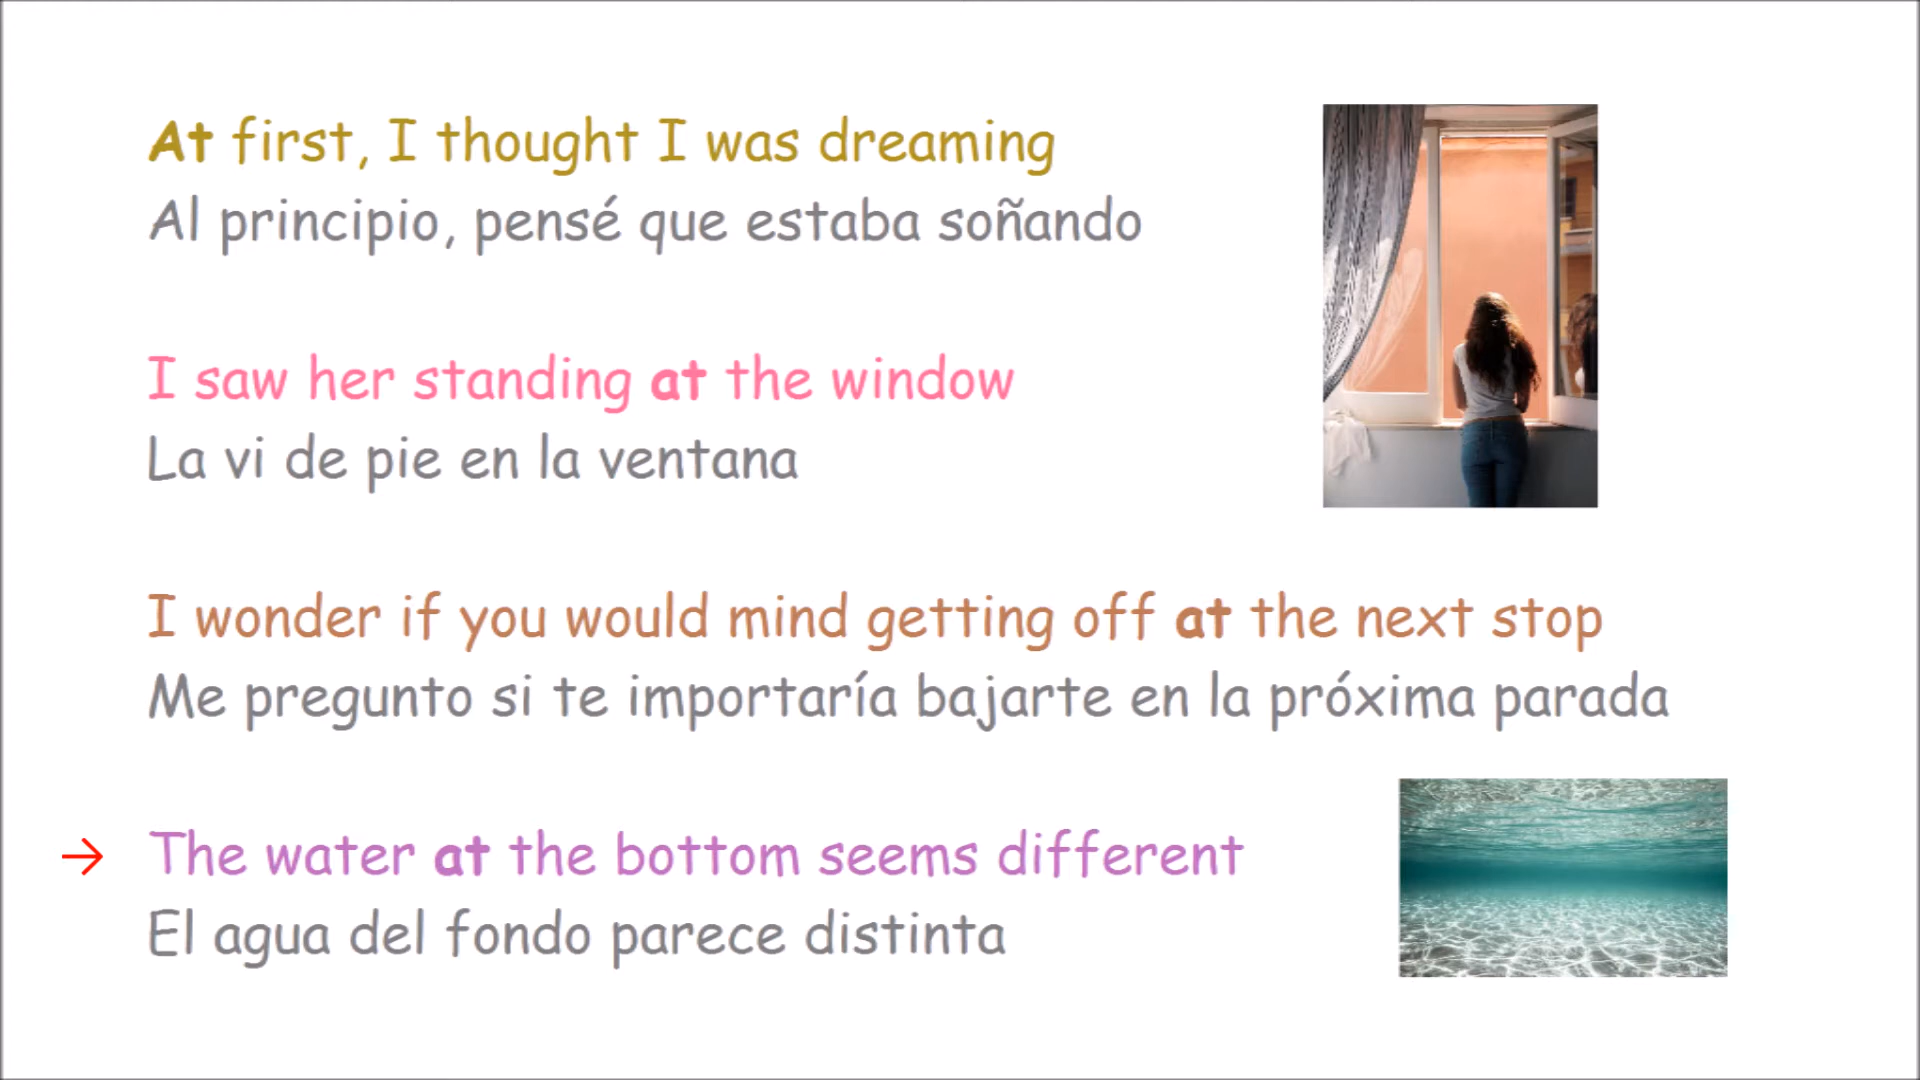 At first, I thought I was dreaming
Al principio, pensé que estaba soñando
I saw her standing at the window
La vi de pie en la ventana
I wonder if you would mind getting off at the next stop
Me pregunto si te importaría bajarte en la próxima parada
→ The water at the bottom seems different
El agua del fondo parece distinta